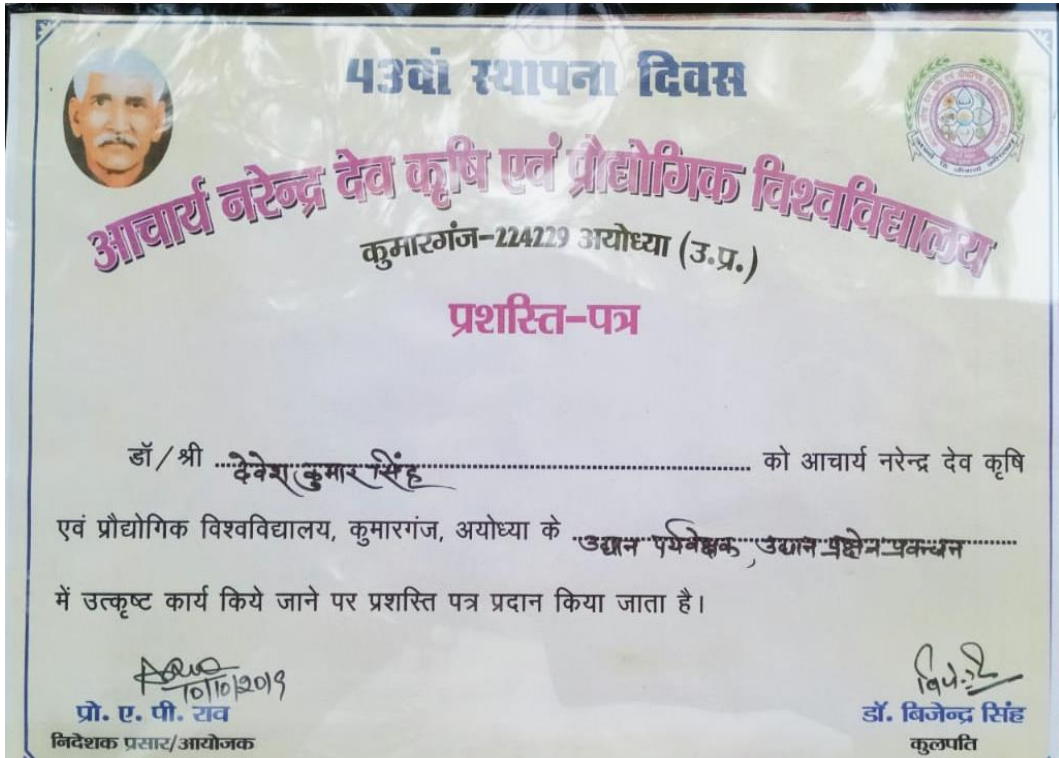 43वां स्थापना दिवस
आचार्य नरेन्द्र देव कृषि एवं प्रौद्योगिक विश्वविद्यालय
कुमारगंज-224229 अयोध्या (उ.प्र.)
प्रशस्ति-पत्र
डॉ/श्री देवेश कुमार सिंह को आचार्य नरेन्द्र देव कृषि
एवं प्रौद्योगिक विश्वविद्यालय, कुमारगंज, अयोध्या के उद्यान पर्यवेक्षक, उद्यान प्रक्षेत्र प्रबन्धन
में उत्कृष्ट कार्य किये जाने पर प्रशस्ति पत्र प्रदान किया जाता है।
10/10/2019
प्रो. ए. पी. राव
निदेशक प्रसार/आयोजक
डॉ. बिजेन्द्र सिंह
कुलपति